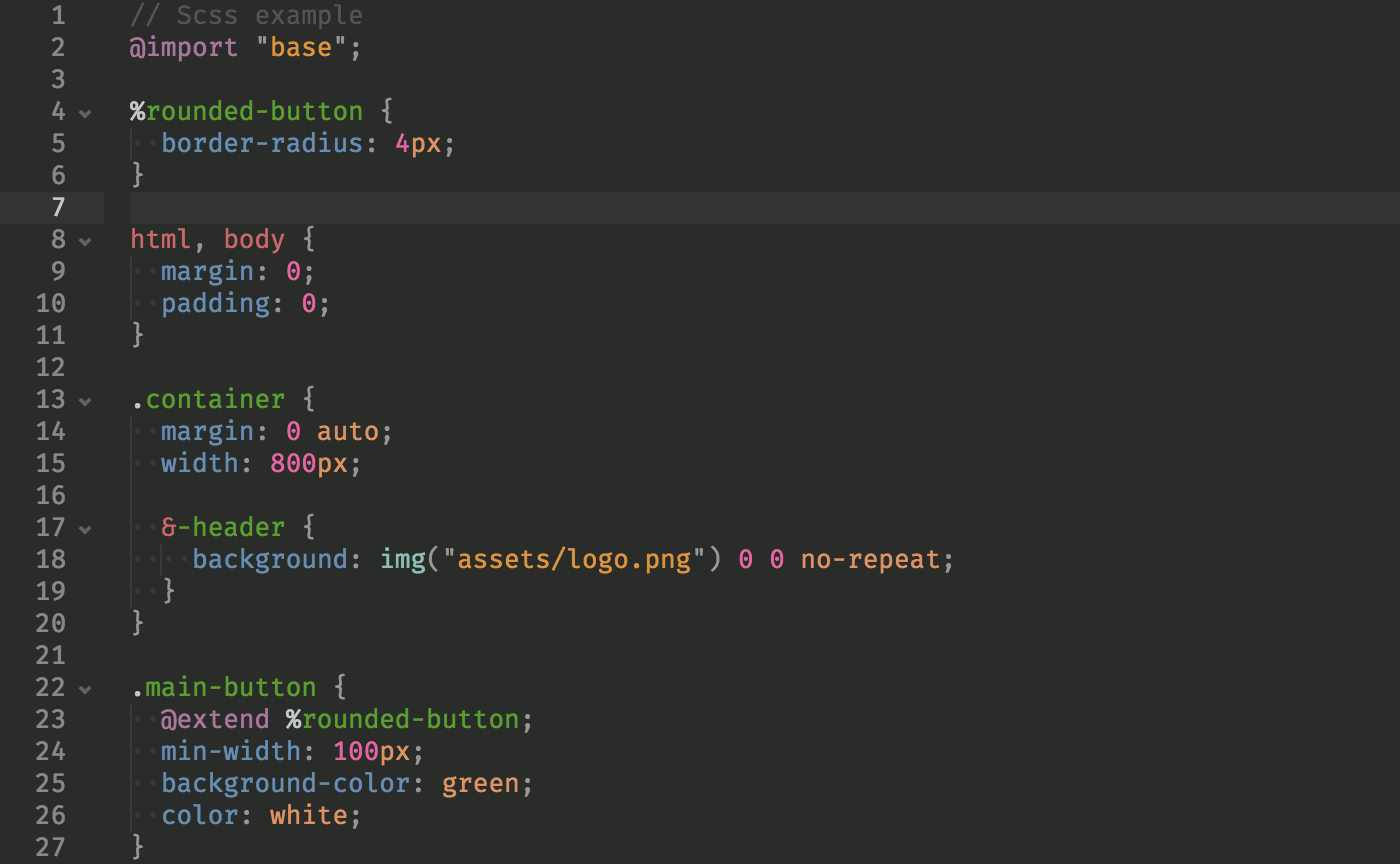 1 // Scss example
2 @import "base";
3
4 %rounded-button {
5   border-radius: 4px;
6 }
7
8 html, body {
9   margin: 0;
10   padding: 0;
11 }
12
13 .container {
14   margin: 0 auto;
15   width: 800px;
16
17   &-header {
18     background: img("assets/logo.png") 0 0 no-repeat;
19   }
20 }
21
22 .main-button {
23   @extend %rounded-button;
24   min-width: 100px;
25   background-color: green;
26   color: white;
27 }